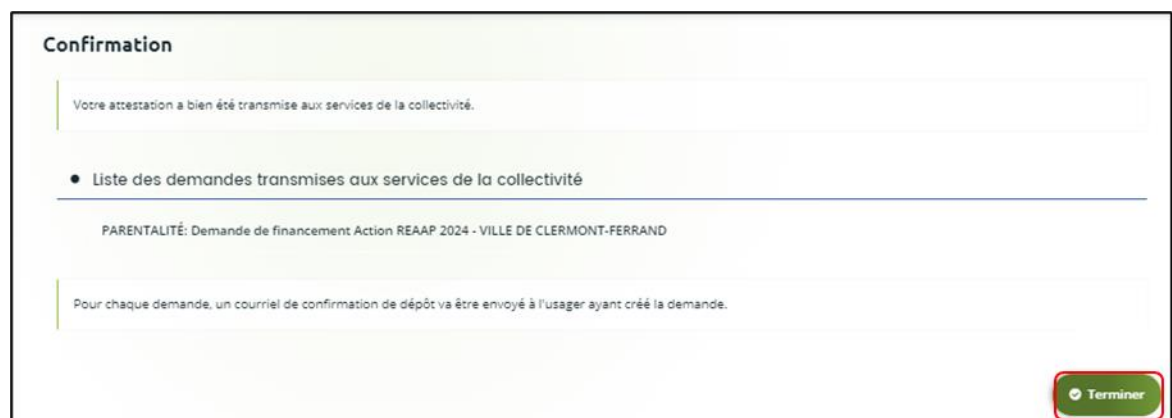 Confirmation
Votre attestation a bien été transmise aux services de la collectivité.
Liste des demandes transmises aux services de la collectivité
PARENTALITÉ: Demande de financement Action REAAP 2024 - VILLE DE CLERMONT-FERRAND
Pour chaque demande, un courriel de confirmation de dépôt va être envoyé à l'usager ayant créé la demande.
Terminer